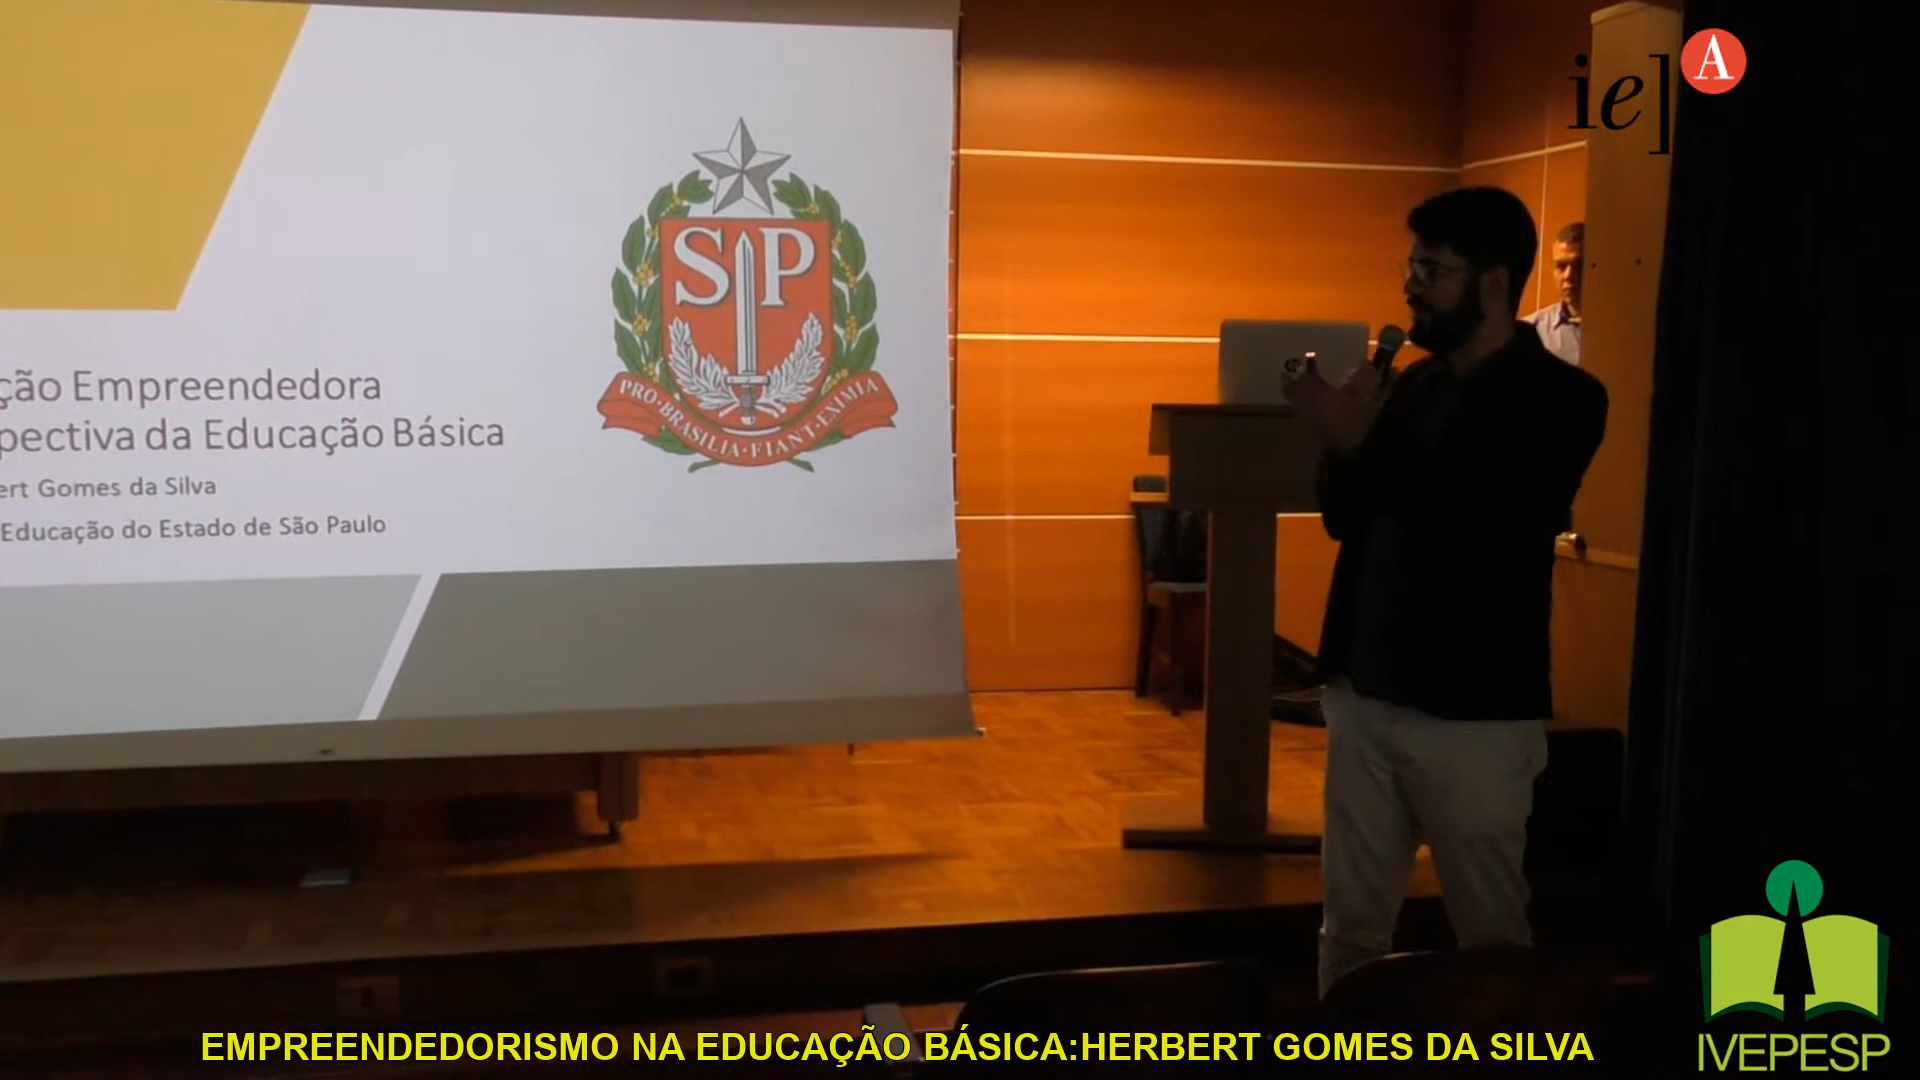 ie]
A
SP
PRO·BRASILIA·FIANT·EXIMIA
ção Empreendedora
pectiva da Educação Básica
ert Gomes da Silva
Educação do Estado de São Paulo
EMPREENDEDORISMO NA EDUCAÇÃO BÁSICA:HERBERT GOMES DA SILVA
IVEPESP